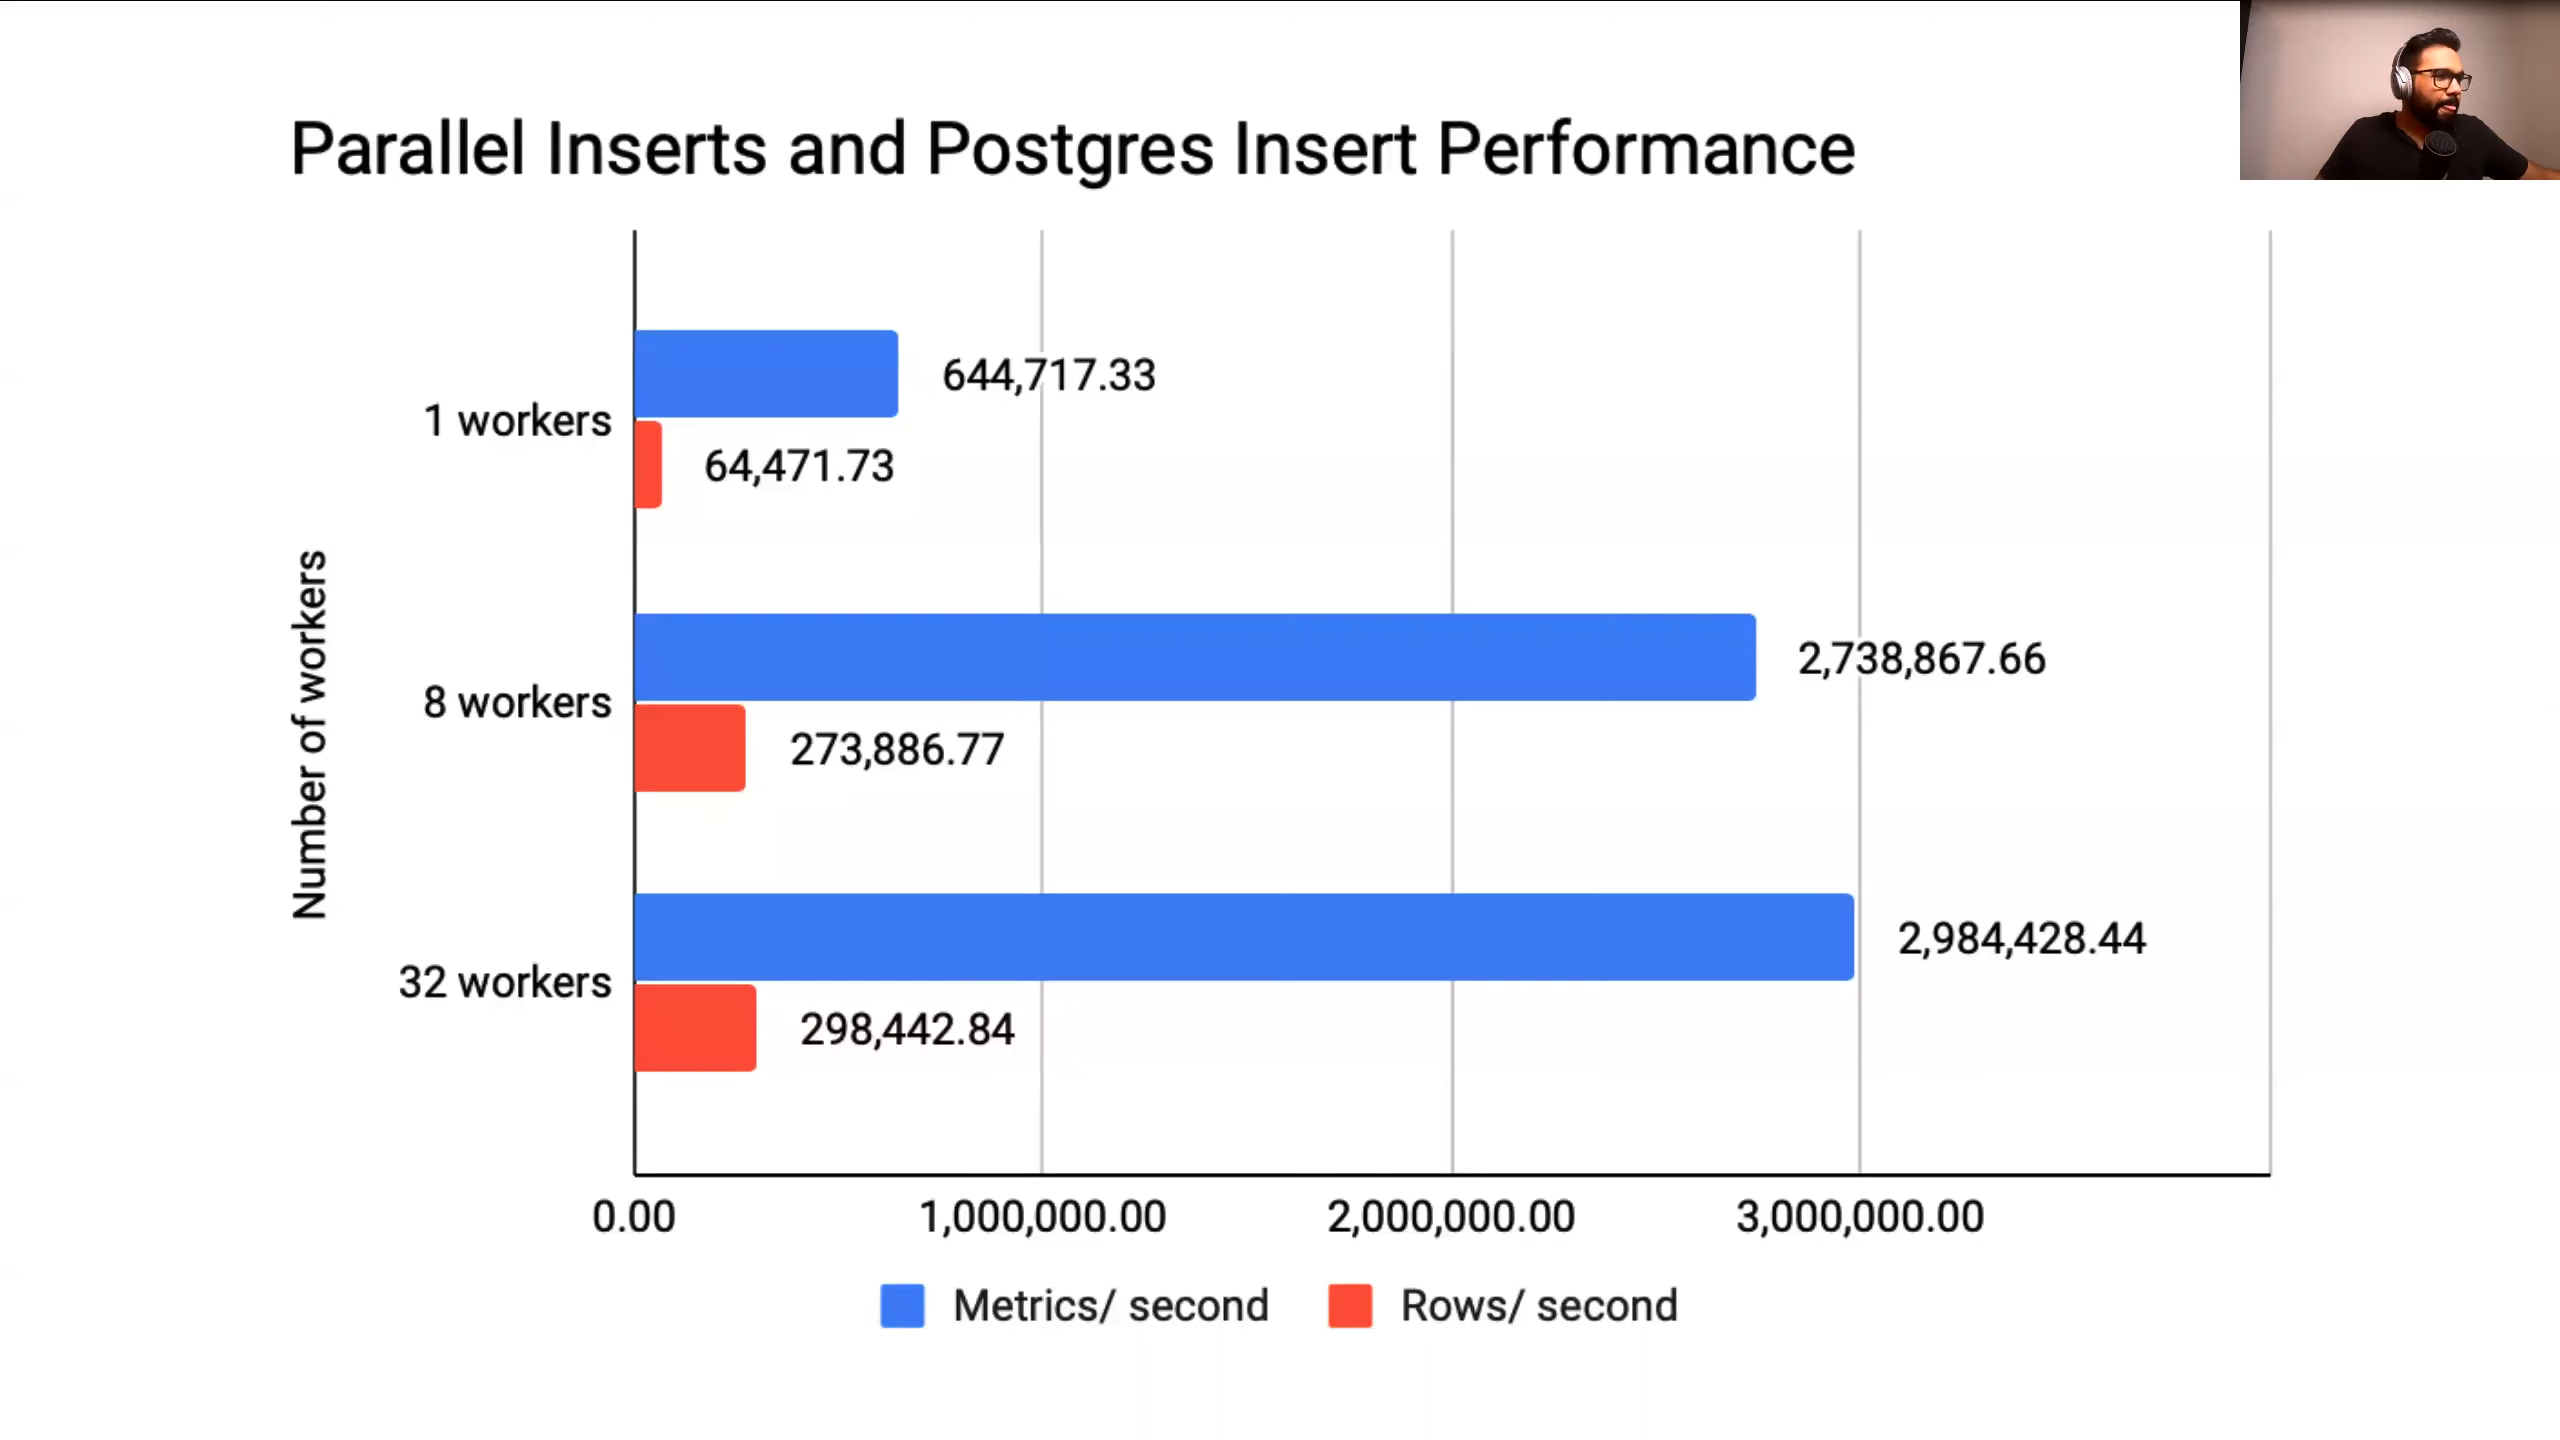 Parallel Inserts and Postgres Insert Performance
Number of workers
1 workers
644,717.33
64,471.73
8 workers
2,738,867.66
273,886.77
32 workers
2,984,428.44
298,442.84
0.00
1,000,000.00
2,000,000.00
3,000,000.00
Metrics/ second
Rows/ second